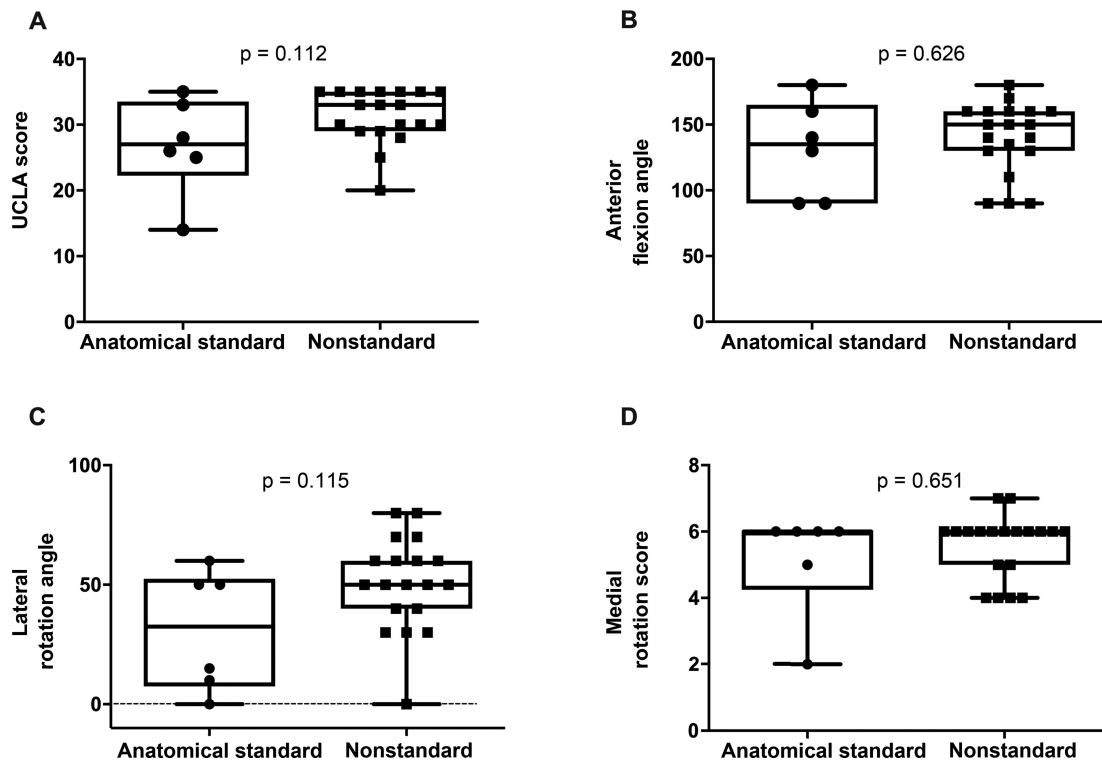 A
p = 0.112
UCLA score
40
30
20
10
0
Anatomical standard
Nonstandard
B
p = 0.626
Anterior
flexion angle
200
150
100
50
0
Anatomical standard
Nonstandard
C
p = 0.115
Lateral
rotation angle
100
50
0
Anatomical standard
Nonstandard
D
p = 0.651
Medial
rotation score
8
6
4
2
0
Anatomical standard
Nonstandard